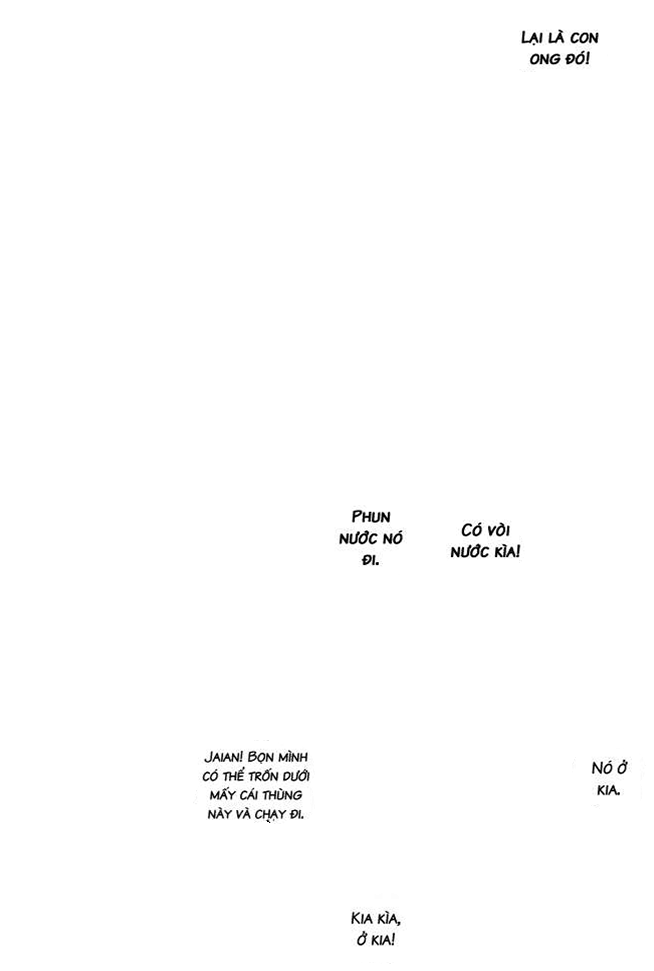 LẠI LÀ CON
ONG ĐÓ!
CÓ VÒI
NƯỚC KÌA!
PHUN
NƯỚC NÓ
ĐI.
NÓ Ở
KIA.
JAIAN! BỌN MÌNH
CÓ THỂ TRỐN DƯỚI
MẤY CÁI THÙNG
NÀY VÀ CHẠY ĐI.
KIA KÌA,
Ở KIA!